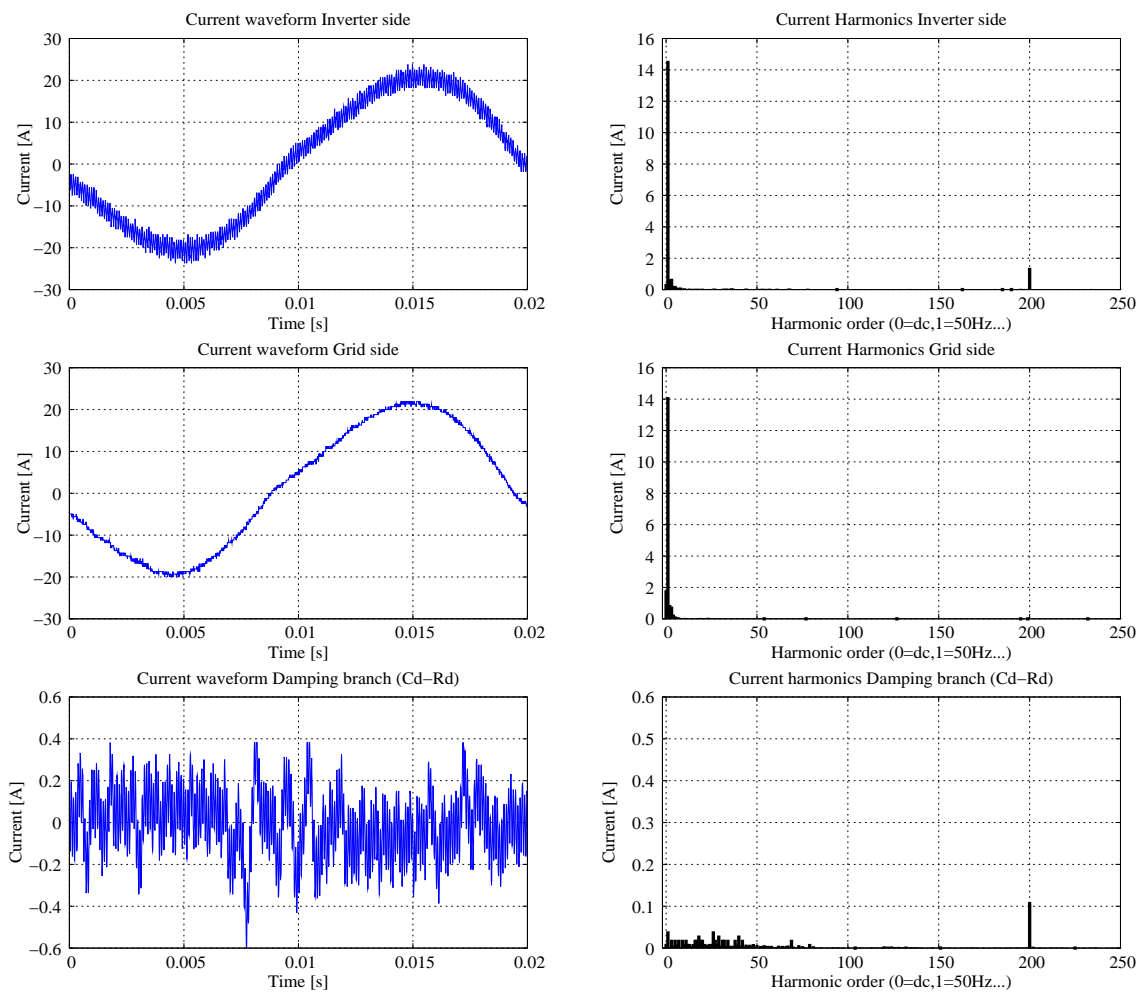 Current waveform Inverter side
30
20
10
0
−10
−20
−30
Current [A]
0 0.005 0.01 0.015 0.02
Time [s]
Current Harmonics Inverter side
16
14
12
10
8
6
4
2
0
Current [A]
0 50 100 150 200 250
Harmonic order (0=dc,1=50Hz...)
Current waveform Grid side
30
20
10
0
−10
−20
−30
Current [A]
0 0.005 0.01 0.015 0.02
Time [s]
Current Harmonics Grid side
16
14
12
10
8
6
4
2
0
Current [A]
0 50 100 150 200 250
Harmonic order (0=dc,1=50Hz...)
Current waveform Damping branch (Cd−Rd)
0.6
0.4
0.2
0
−0.2
−0.4
−0.6
Current [A]
0 0.005 0.01 0.015 0.02
Time [s]
Current harmonics Damping branch (Cd−Rd)
0.6
0.5
0.4
0.3
0.2
0.1
0
Current [A]
0 50 100 150 200 250
Harmonic order (0=dc,1=50Hz...)